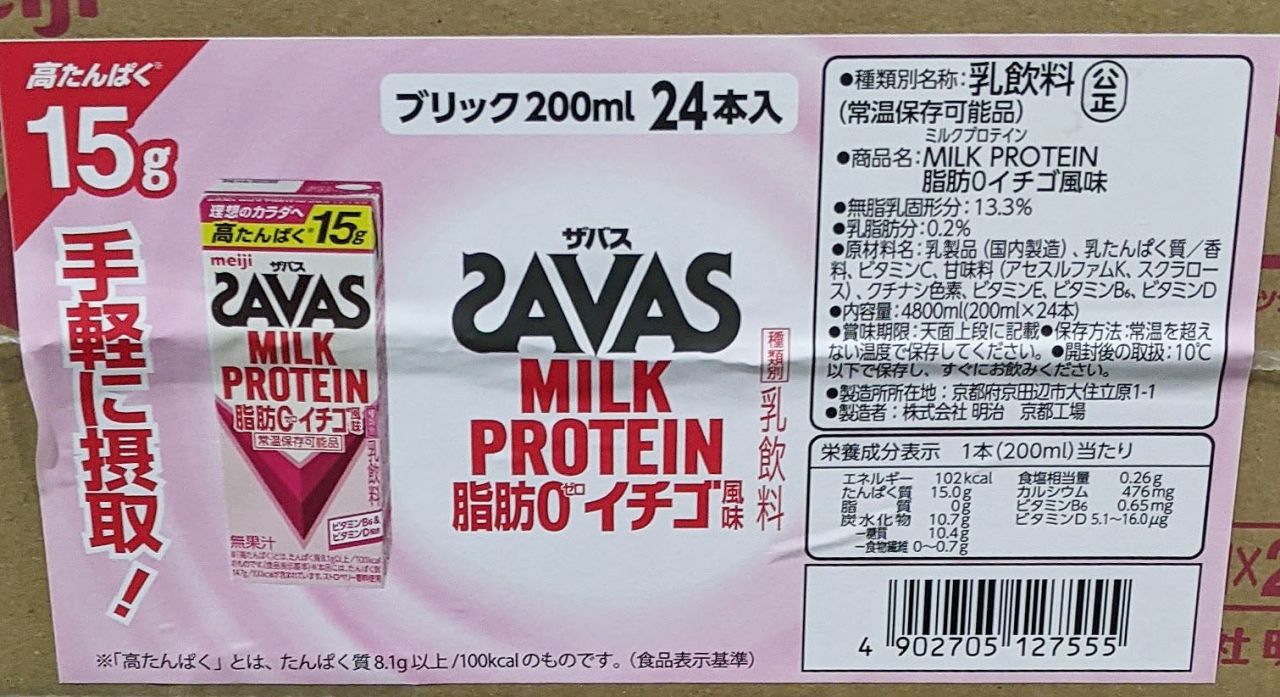 高たんぱく※
15g
手軽に摂取!
ブリック200ml 24本入
理想のカラダへ
高たんぱく※15g
meiji
ザバス
SAVAS
MILK
PROTEIN
脂肪0ゼロイチゴ風味
常温保存可能品
種類別 乳飲料
ビタミンB6&
ビタミンD
無果汁
ザバス
SAVAS
MILK
PROTEIN
脂肪0ゼロイチゴ風味
種類別 乳飲料
※「高たんぱく」とは、たんぱく質8.1g以上/100kcalのものです。(食品表示基準)
●種類別名称:乳飲料 公正
(常温保存可能品)
ミルクプロテイン
●商品名:MILK PROTEIN
脂肪0イチゴ風味
●無脂乳固形分:13.3%
●乳脂肪分:0.2%
●原材料名:乳製品(国内製造)、乳たんぱく質/香
料、ビタミンC、甘味料(アセスルファムK、スクラロー
ス)、クチナシ色素、ビタミンE、ビタミンB6、ビタミンD
●内容量:4800ml(200ml×24本)
●賞味期限:天面上段に記載●保存方法:常温を超え
ない温度で保存してください。●開封後の取扱:10℃
以下で保存し、すぐにお飲みください。
●製造所所在地:京都府京田辺市大住立原1-1
●製造者:株式会社 明治 京都工場
栄養成分表示 1本(200ml)当たり
エネルギー 102kcal 食塩相当量 0.26g
たんぱく質 15.0g カルシウム 476mg
脂質 0g ビタミンB6 0.65mg
炭水化物 10.7g ビタミンD 5.1~16.0μg
―糖質 10.4g
―食物繊維 0~0.7g
4 902705 127555